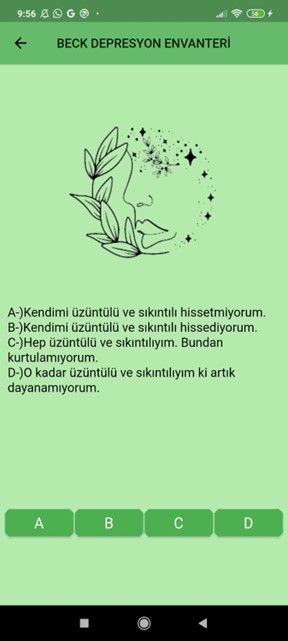 9:56
56
BECK DEPRESYON ENVANTERİ
A-)Kendimi üzüntülü ve sıkıntılı hissetmiyorum.
B-)Kendimi üzüntülü ve sıkıntılı hissediyorum.
C-)Hep üzüntülü ve sıkıntılıyım. Bundan
kurtulamıyorum.
D-)O kadar üzüntülü ve sıkıntılıyım ki artık
dayanamıyorum.
A B C D